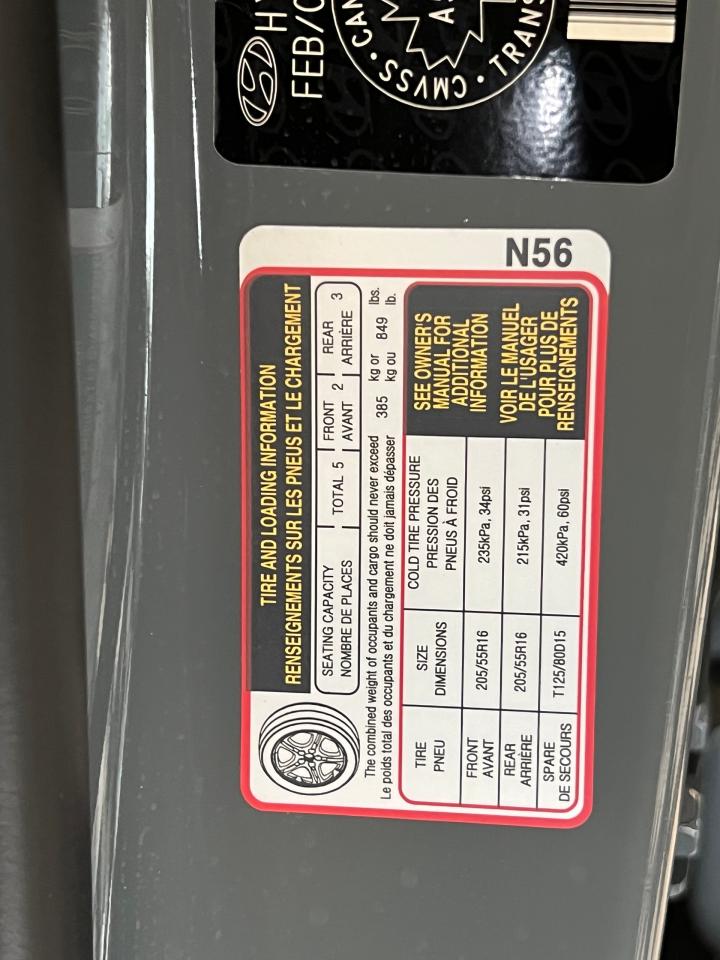 N56
TIRE AND LOADING INFORMATION
RENSEIGNEMENTS SUR LES PNEUS ET LE CHARGEMENT
SEATING CAPACITY
NOMBRE DE PLACES
TOTAL 5
FRONT
AVANT
2
REAR
ARRIÈRE
3
The combined weight of occupants and cargo should never exceed 385 kg or 849 lbs.
Le poids total des occupants et du chargement ne doit jamais dépasser kg ou lb.
TIRE
PNEU
SIZE
DIMENSIONS
COLD TIRE PRESSURE
PRESSION DES
PNEUS À FROID
FRONT
AVANT
205/55R16
235kPa, 34psi
REAR
ARRIÈRE
205/55R16
215kPa, 31psi
SPARE
DE SECOURS
T125/80D15
420kPa, 60psi
SEE OWNER'S
MANUAL FOR
ADDITIONAL
INFORMATION
VOIR LE MANUEL
DE L'USAGER
POUR PLUS DE
RENSEIGNEMENTS
FEB/
CMVSS